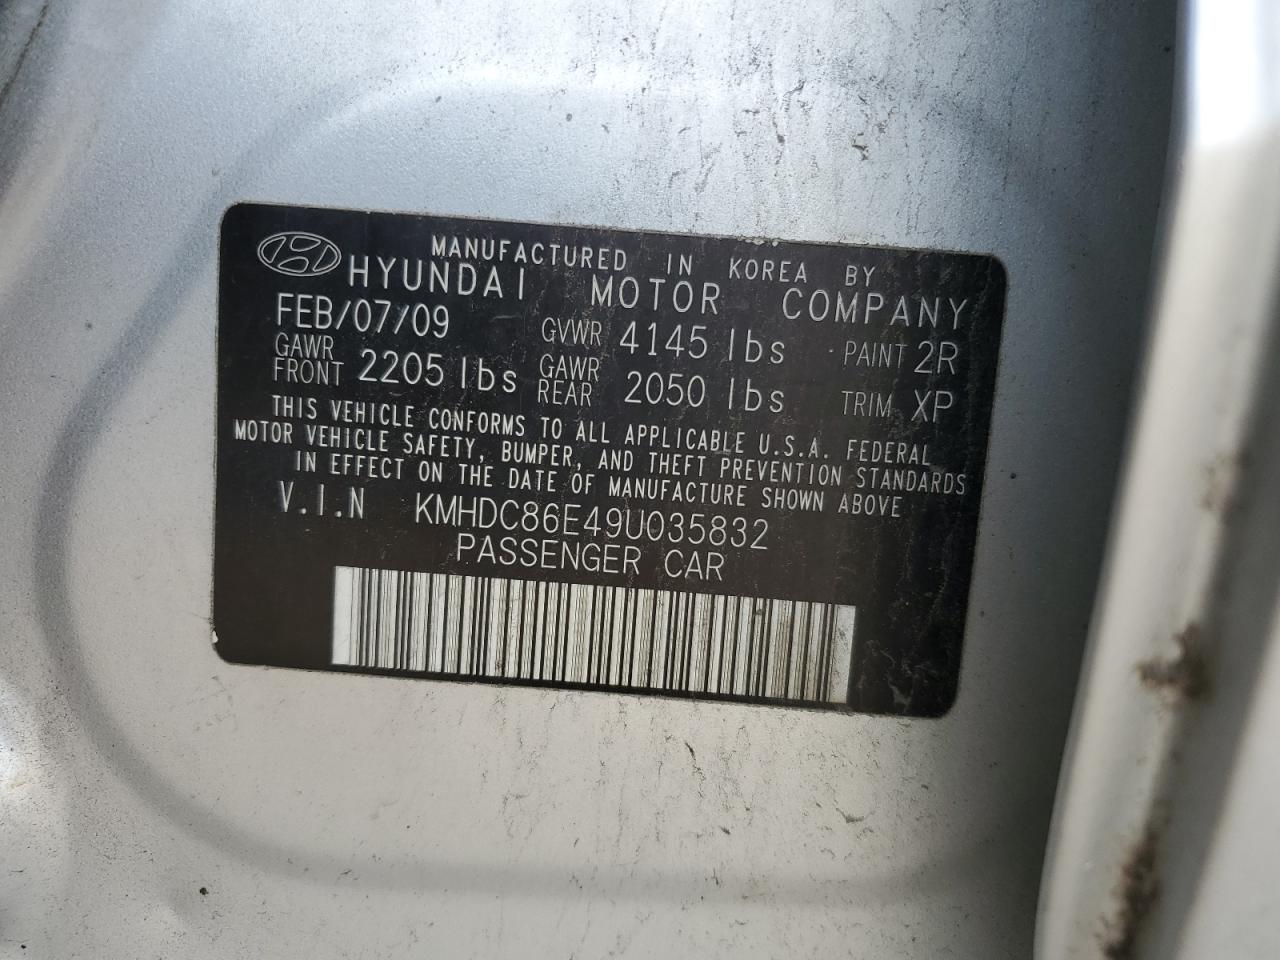 MANUFACTURED IN KOREA BY
HYUNDAI MOTOR COMPANY
FEB/07/09 GVWR 4145 lbs PAINT 2R
GAWR FRONT 2205 lbs GAWR REAR 2050 lbs TRIM XP
THIS VEHICLE CONFORMS TO ALL APPLICABLE U.S.A. FEDERAL
MOTOR VEHICLE SAFETY, BUMPER, AND THEFT PREVENTION STANDARDS
IN EFFECT ON THE DATE OF MANUFACTURE SHOWN ABOVE
V.I.N KMHDC86E49U035832
PASSENGER CAR